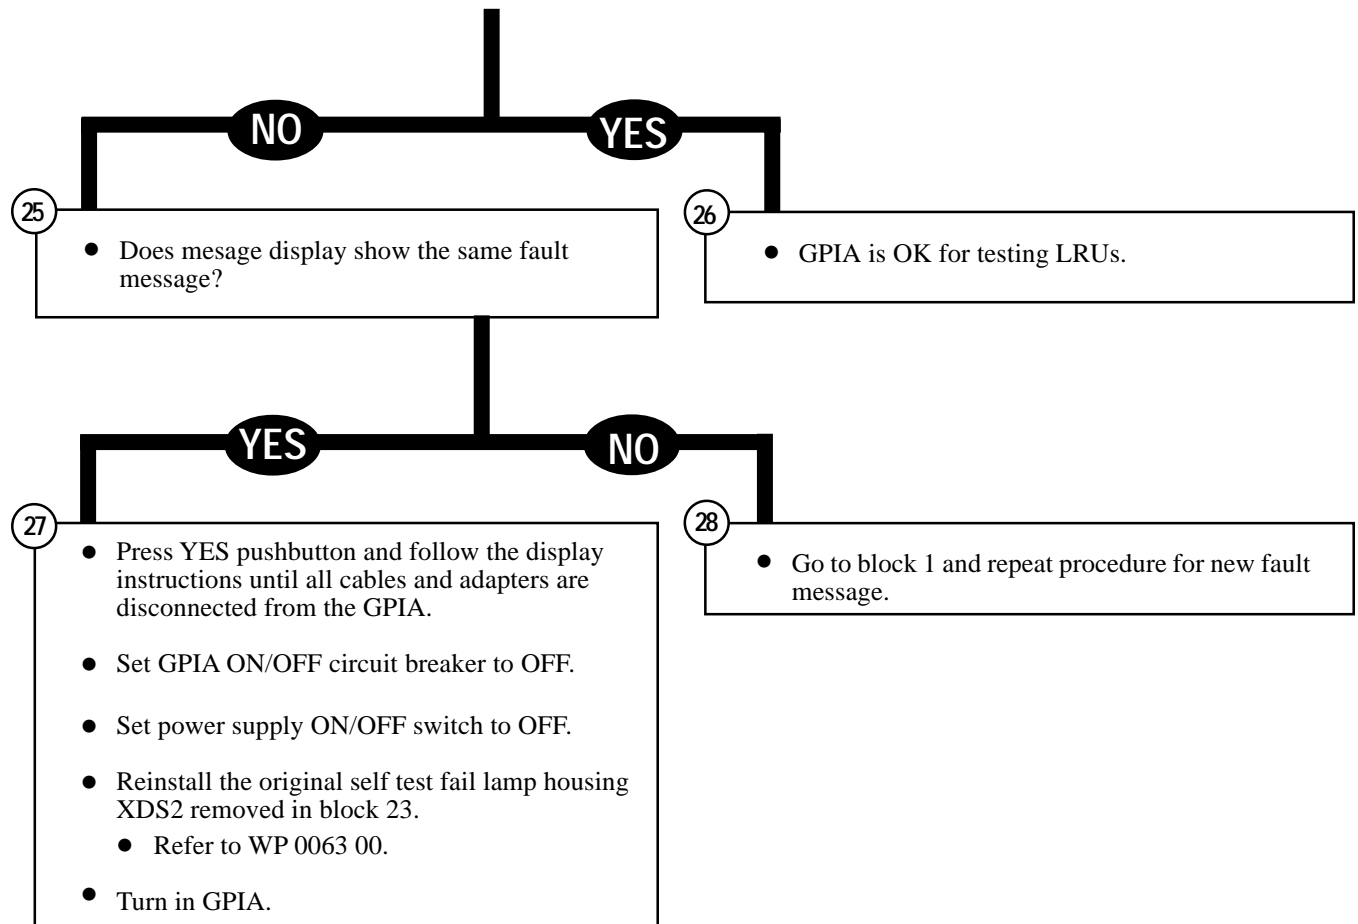 NO
YES
25
● Does mesage display show the same fault
message?
26
● GPIA is OK for testing LRUs.
YES
NO
27
● Press YES pushbutton and follow the display
instructions until all cables and adapters are
disconnected from the GPIA.
● Set GPIA ON/OFF circuit breaker to OFF.
● Set power supply ON/OFF switch to OFF.
● Reinstall the original self test fail lamp housing
XDS2 removed in block 23.
● Refer to WP 0063 00.
● Turn in GPIA.
28
● Go to block 1 and repeat procedure for new fault
message.